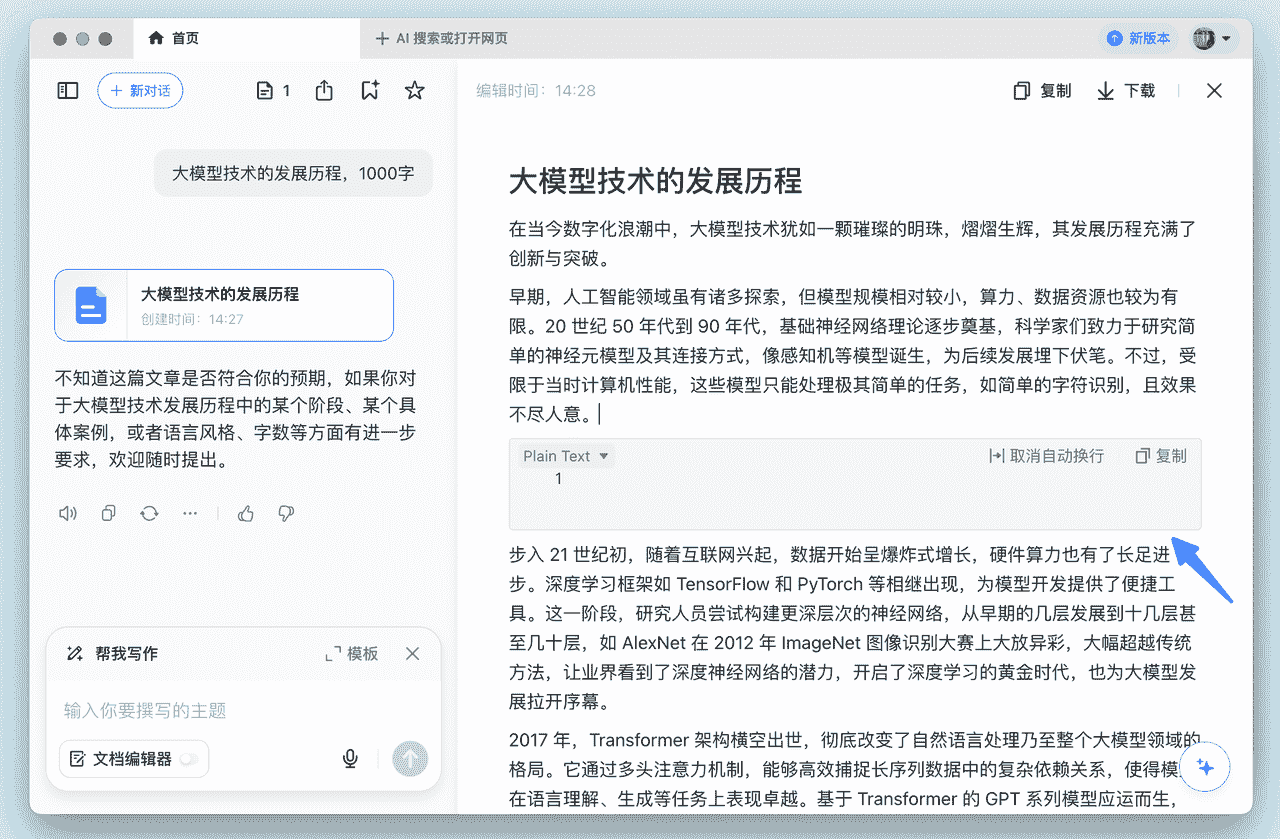 首页
AI 搜索或打开网页
新版本
新对话
1
编辑时间：14:28
复制
下载
大模型技术的发展历程，1000字
大模型技术的发展历程
创建时间：14:27
不知道这篇文章是否符合你的预期，如果你对
于大模型技术发展历程中的某个阶段、某个具
体案例，或者语言风格、字数等方面有进一步
要求，欢迎随时提出。
帮我写作
模板
输入你要撰写的主题
文档编辑器
大模型技术的发展历程
在当今数字化浪潮中，大模型技术犹如一颗璀璨的明珠，熠熠生辉，其发展历程充满了
创新与突破。
早期，人工智能领域虽有诸多探索，但模型规模相对较小，算力、数据资源也较为有
限。20 世纪 50 年代到 90 年代，基础神经网络理论逐步奠基，科学家们致力于研究简
单的神经元模型及其连接方式，像感知机等模型诞生，为后续发展埋下伏笔。不过，受
限于当时计算机性能，这些模型只能处理极其简单的任务，如简单的字符识别，且效果
不尽人意。
Plain Text
取消自动换行
复制
1
步入 21 世纪初，随着互联网兴起，数据开始呈爆炸式增长，硬件算力也有了长足进
步。深度学习框架如 TensorFlow 和 PyTorch 等相继出现，为模型开发提供了便捷工
具。这一阶段，研究人员尝试构建更深层次的神经网络，从早期的几层发展到十几层甚
至几十层，如 AlexNet 在 2012 年 ImageNet 图像识别大赛上大放异彩，大幅超越传统
方法，让业界看到了深度神经网络的潜力，开启了深度学习的黄金时代，也为大模型发
展拉开序幕。
2017 年，Transformer 架构横空出世，彻底改变了自然语言处理乃至整个大模型领域的
格局。它通过多头注意力机制，能够高效捕捉长序列数据中的复杂依赖关系，使得模
在语言理解、生成等任务上表现卓越。基于 Transformer 的 GPT 系列模型应运而生，